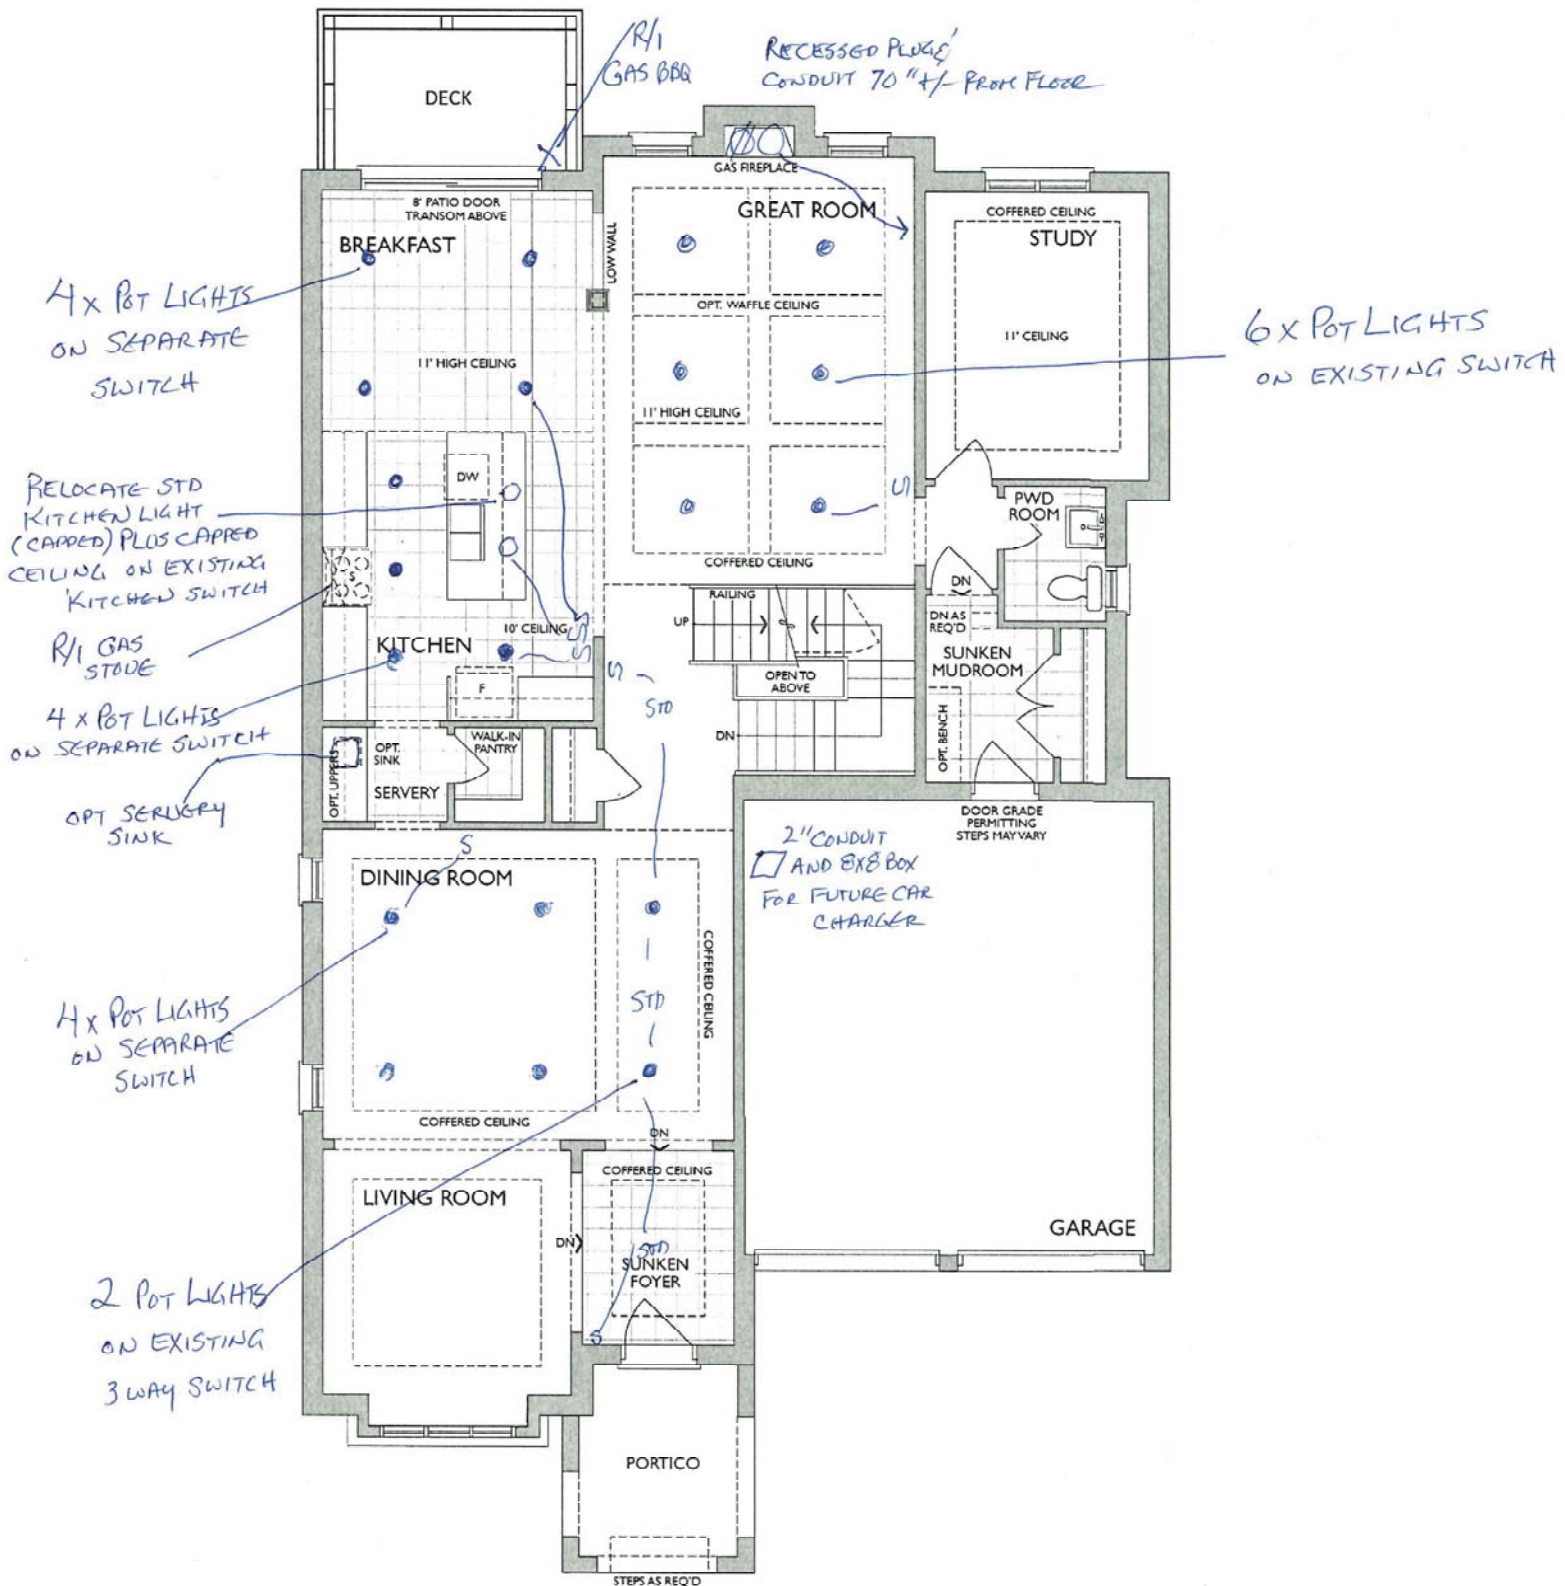 R/I
GAS BBQ
RECESSED PLUG &
CONDUIT 70" +/- FROM FLOOR
DECK
GAS FIREPLACE
8' PATIO DOOR
TRANSOM ABOVE
BREAKFAST
LOW WALL
GREAT ROOM
COFFERED CEILING
STUDY
4 x POT LIGHTS
ON SEPARATE
SWITCH
OPT. WAFFLE CEILING
11' CEILING
6 x POT LIGHTS
ON EXISTING SWITCH
11' HIGH CEILING
11' HIGH CEILING
RELOCATE STD
KITCHEN LIGHT
(CAPPED) PLUS CAPPED
CEILING ON EXISTING
KITCHEN SWITCH
DW
S
S
PWD
ROOM
COFFERED CEILING
DN
RAILING
UP
DN AS
REQ'D
10' CEILING
S
S
S
KITCHEN
R/I GAS
STOVE
SUNKEN
MUDROOM
F
S
STD
OPEN TO
ABOVE
4 x POT LIGHTS
ON SEPARATE SWITCH
OPT. BENCH
DN
WALK-IN
PANTRY
OPT.
SINK
OPT. UPPERS
SERVERY
OPT SERVERY
SINK
DOOR GRADE
PERMITTING
STEPS MAY VARY
2" CONDUIT
AND 8X8 BOX
FOR FUTURE CAR
CHARGER
S
DINING ROOM
COFFERED CEILING
STD
4 x POT LIGHTS
ON SEPARATE
SWITCH
COFFERED CEILING
DN
COFFERED CEILING
LIVING ROOM
DN
STD
SUNKEN
FOYER
S
GARAGE
2 POT LIGHTS
ON EXISTING
3 WAY SWITCH
PORTICO
STEPS AS REQ'D